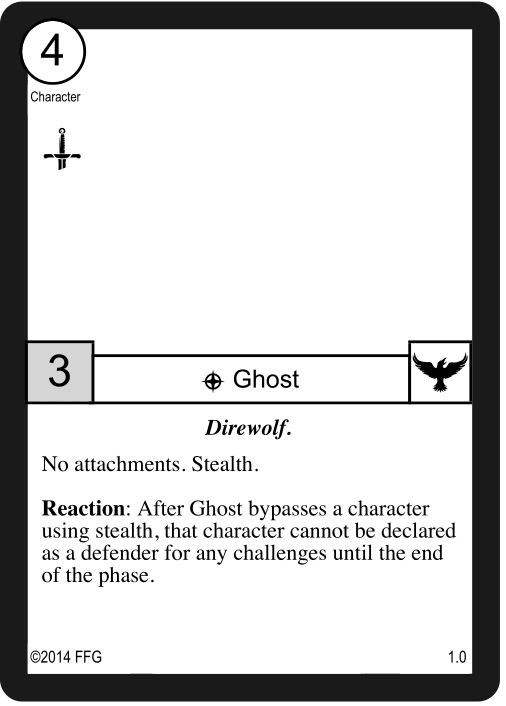 4
Character
3
Ghost
Direwolf.
No attachments. Stealth.
Reaction: After Ghost bypasses a character
using stealth, that character cannot be declared
as a defender for any challenges until the end
of the phase.
©2014 FFG
1.0